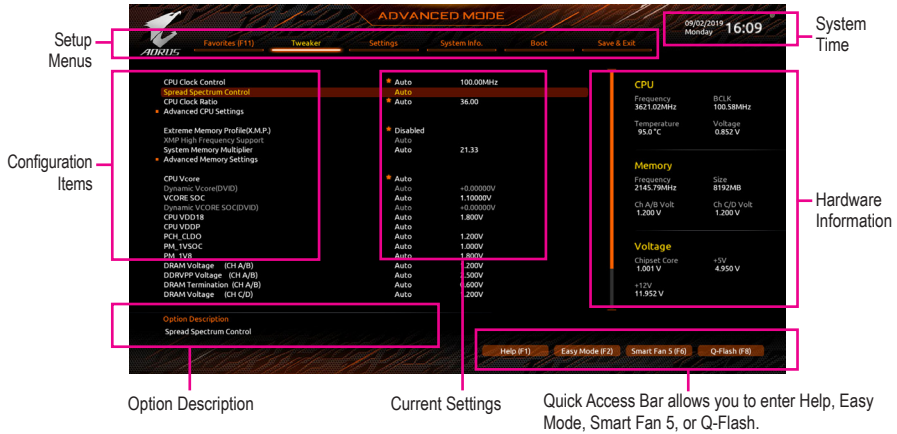 ADVANCED MODE
09/02/2019 16:09
Monday
System
Time
Setup
Menus
AORUS
Favorites (F11) Tweaker Settings System Info. Boot Save & Exit
Configuration
Items
CPU Clock Control Auto 100.00MHz
Spread Spectrum Control Auto
CPU Clock Ratio Auto 36.00
Advanced CPU Settings
Extreme Memory Profile(X.M.P.) Disabled
XMP High Frequency Support Auto
System Memory Multiplier Auto 21.33
Advanced Memory Settings
CPU Vcore Auto
Dynamic Vcore(DVID) Auto +0.00000V
VCORE SOC Auto 1.10000V
Dynamic VCORE SOC(DVID) Auto +0.00000V
CPU VDD18 Auto 1.800V
CPU VDDP Auto
PCH_CLDO Auto 1.200V
PM_1VSOC Auto 1.000V
PM_1V8 Auto 1.800V
DRAM Voltage (CH A/B) Auto 1.200V
DDRVPP Voltage (CH A/B) Auto 2.500V
DRAM Termination (CH A/B) Auto 0.600V
DRAM Voltage (CH C/D) Auto 1.200V
CPU
Frequency BCLK
3621.02MHz 100.58MHz
Temperature Voltage
95.0°C 0.852 V
Memory
Frequency Size
2145.79MHz 8192MB
Ch A/B Volt Ch C/D Volt
1.200 V 1.200 V
Voltage
Chipset Core +5V
1.001 V 4.950 V
+12V
11.952 V
Hardware
Information
Option Description
Spread Spectrum Control
Help (F1) Easy Mode (F2) Smart Fan 5 (F6) Q-Flash (F8)
Option Description
Current Settings
Quick Access Bar allows you to enter Help, Easy
Mode, Smart Fan 5, or Q-Flash.